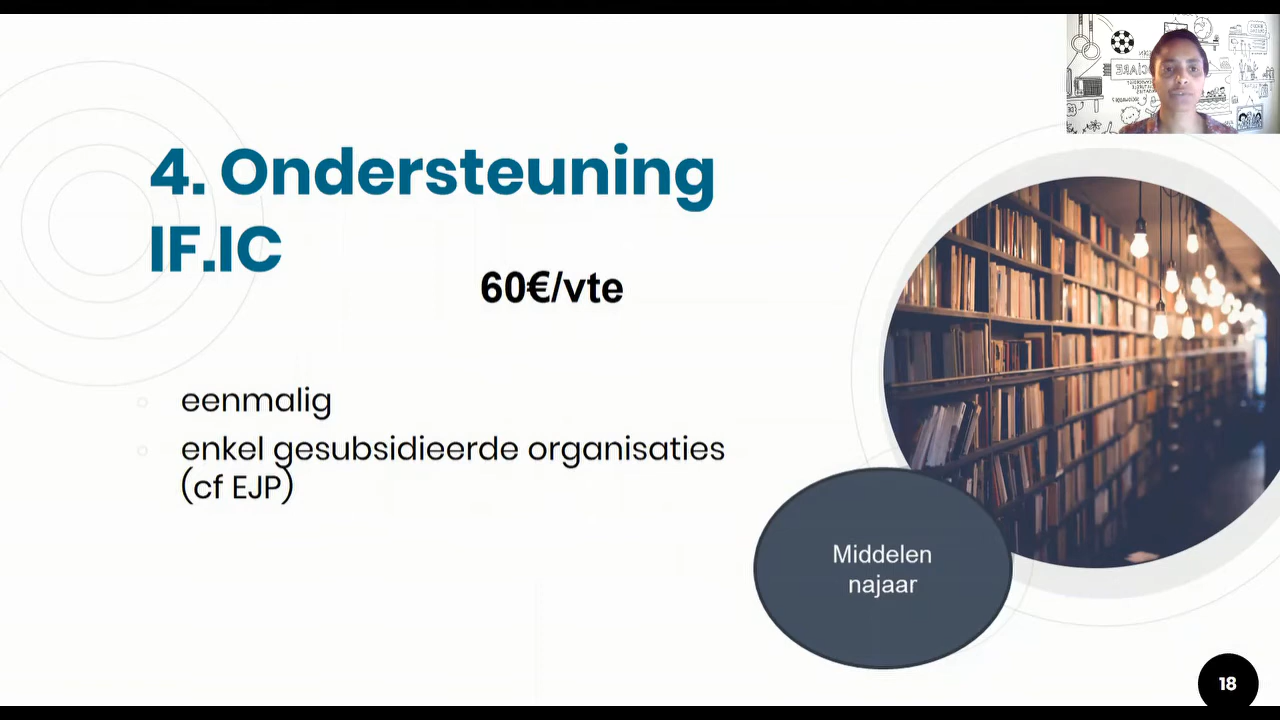 4. Ondersteuning
IF.IC
60€/vte
eenmalig
enkel gesubsidieerde organisaties
(cf EJP)
Middelen
najaar
18